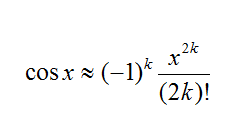 cos x ≈ (−1)^k x^{2k} / (2k)!